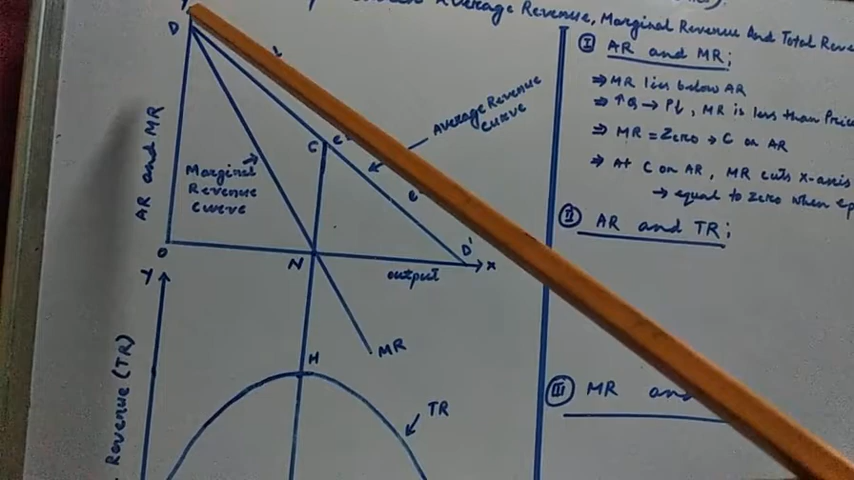 Average Revenue, Marginal Revenue And Total
D
AR and MR
Marginal
Revenue
curve
C
Average Revenue
curve
O
N
output
D'
X
Y
MR
H
TR
Revenue (TR)
I AR and MR;
⇒ MR lies below AR
⇒ ↑Q → P↓, MR is less than Price
⇒ MR = Zero → C on AR
⇒ At C on AR, MR cuts x-axis
→ equal to zero when
II AR and TR;
III MR and